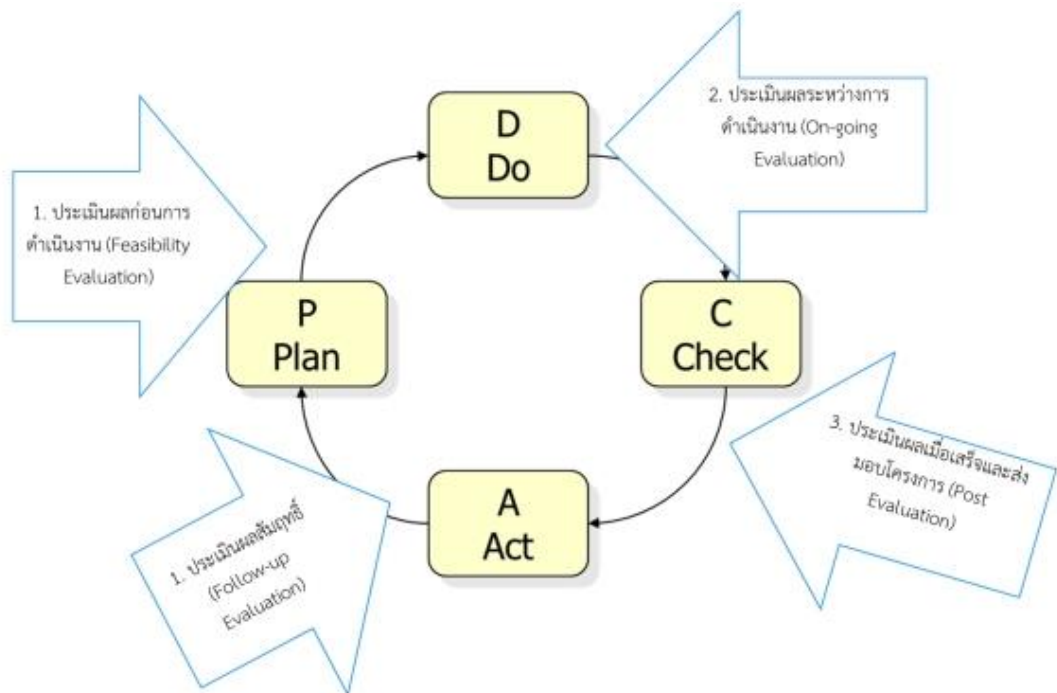 D
Do
2. ประเมินผลระหว่างการ
ดำเนินงาน (On-going
Evaluation)
1. ประเมินผลก่อนการ
ดำเนินงาน (Feasibility
Evaluation)
P
Plan
C
Check
3. ประเมินผลเมื่อเสร็จและส่ง
มอบโครงการ (Post
Evaluation)
1. ประเมินผลสัมฤทธิ์
(Follow-up
Evaluation)
A
Act